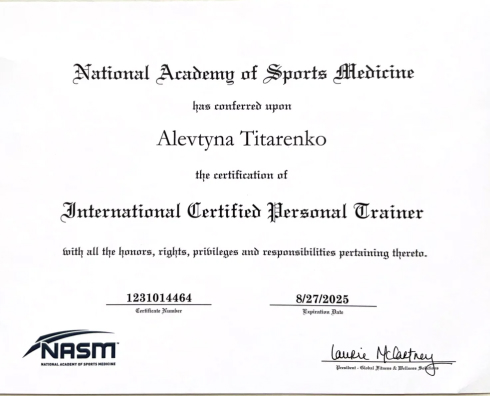 National Academy of Sports Medicine
has conferred upon
Alevtyna Titarenko
the certification of
International Certified Personal Trainer
with all the honors, rights, privileges and responsibilities pertaining thereto.
1231014464
Certificate Number
8/27/2025
Expiration Date
NASM
NATIONAL ACADEMY OF SPORTS MEDICINE
Laurie McCartney
President - Global Fitness & Wellness Solutions